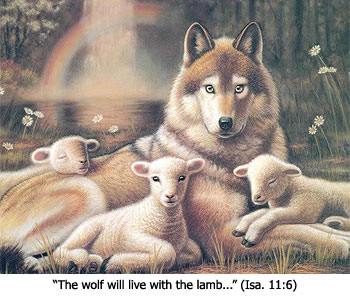 “The wolf will live with the lamb...” (Isa. 11:6)